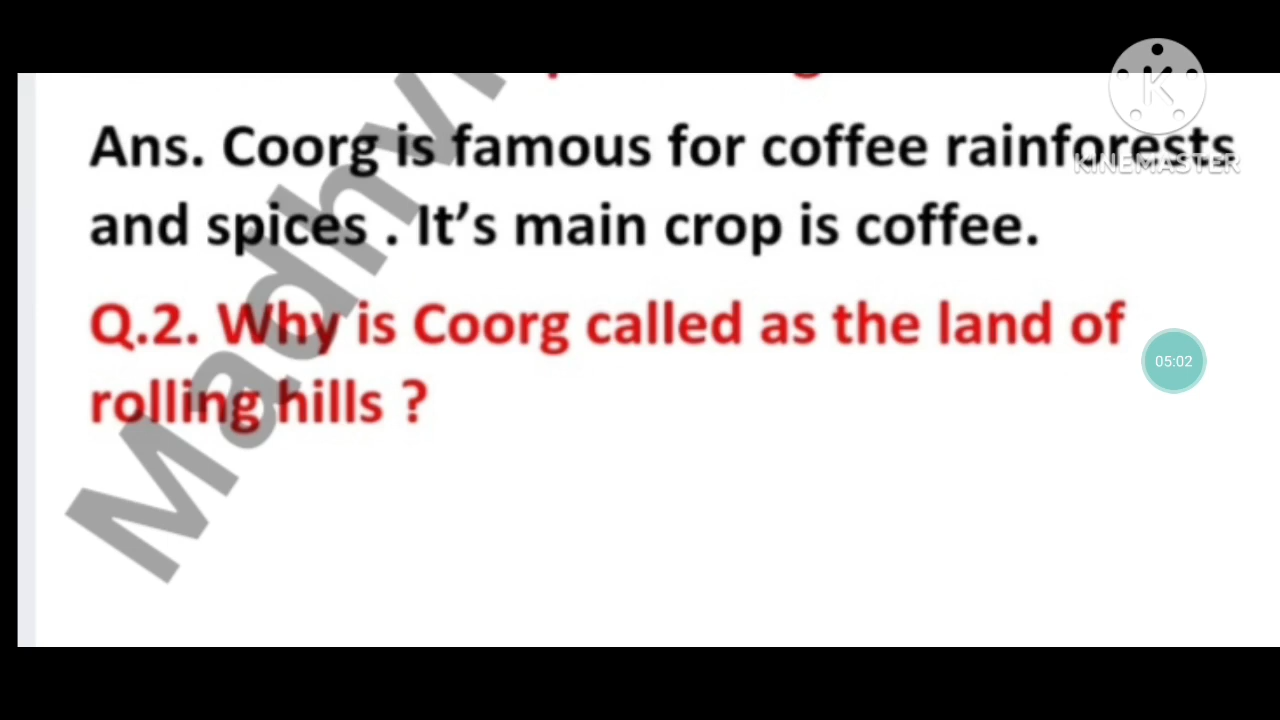 Ans. Coorg is famous for coffee rainforests
and spices . It’s main crop is coffee.
Q.2. Why is Coorg called as the land of
rolling hills ?
Madhvi
KINEMASTER
05:02